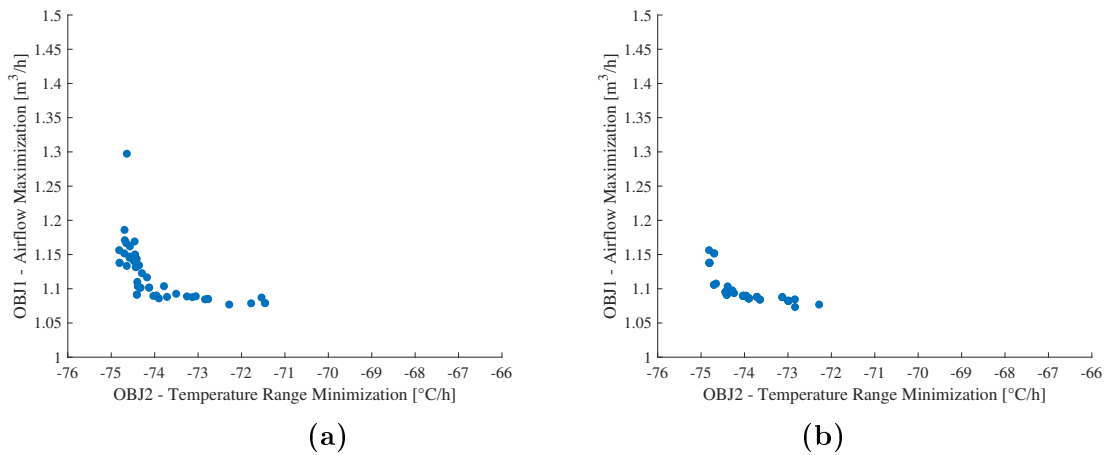 1.5
1.45
1.4
1.35
1.3
1.25
1.2
1.15
1.1
1.05
1
OBJ1 - Airflow Maximization [m³/h]
-76 -75 -74 -73 -72 -71 -70 -69 -68 -67 -66
OBJ2 - Temperature Range Minimization [°C/h]
(a)
1.5
1.45
1.4
1.35
1.3
1.25
1.2
1.15
1.1
1.05
1
OBJ1 - Airflow Maximization [m³/h]
-76 -75 -74 -73 -72 -71 -70 -69 -68 -67 -66
OBJ2 - Temperature Range Minimization [°C/h]
(b)